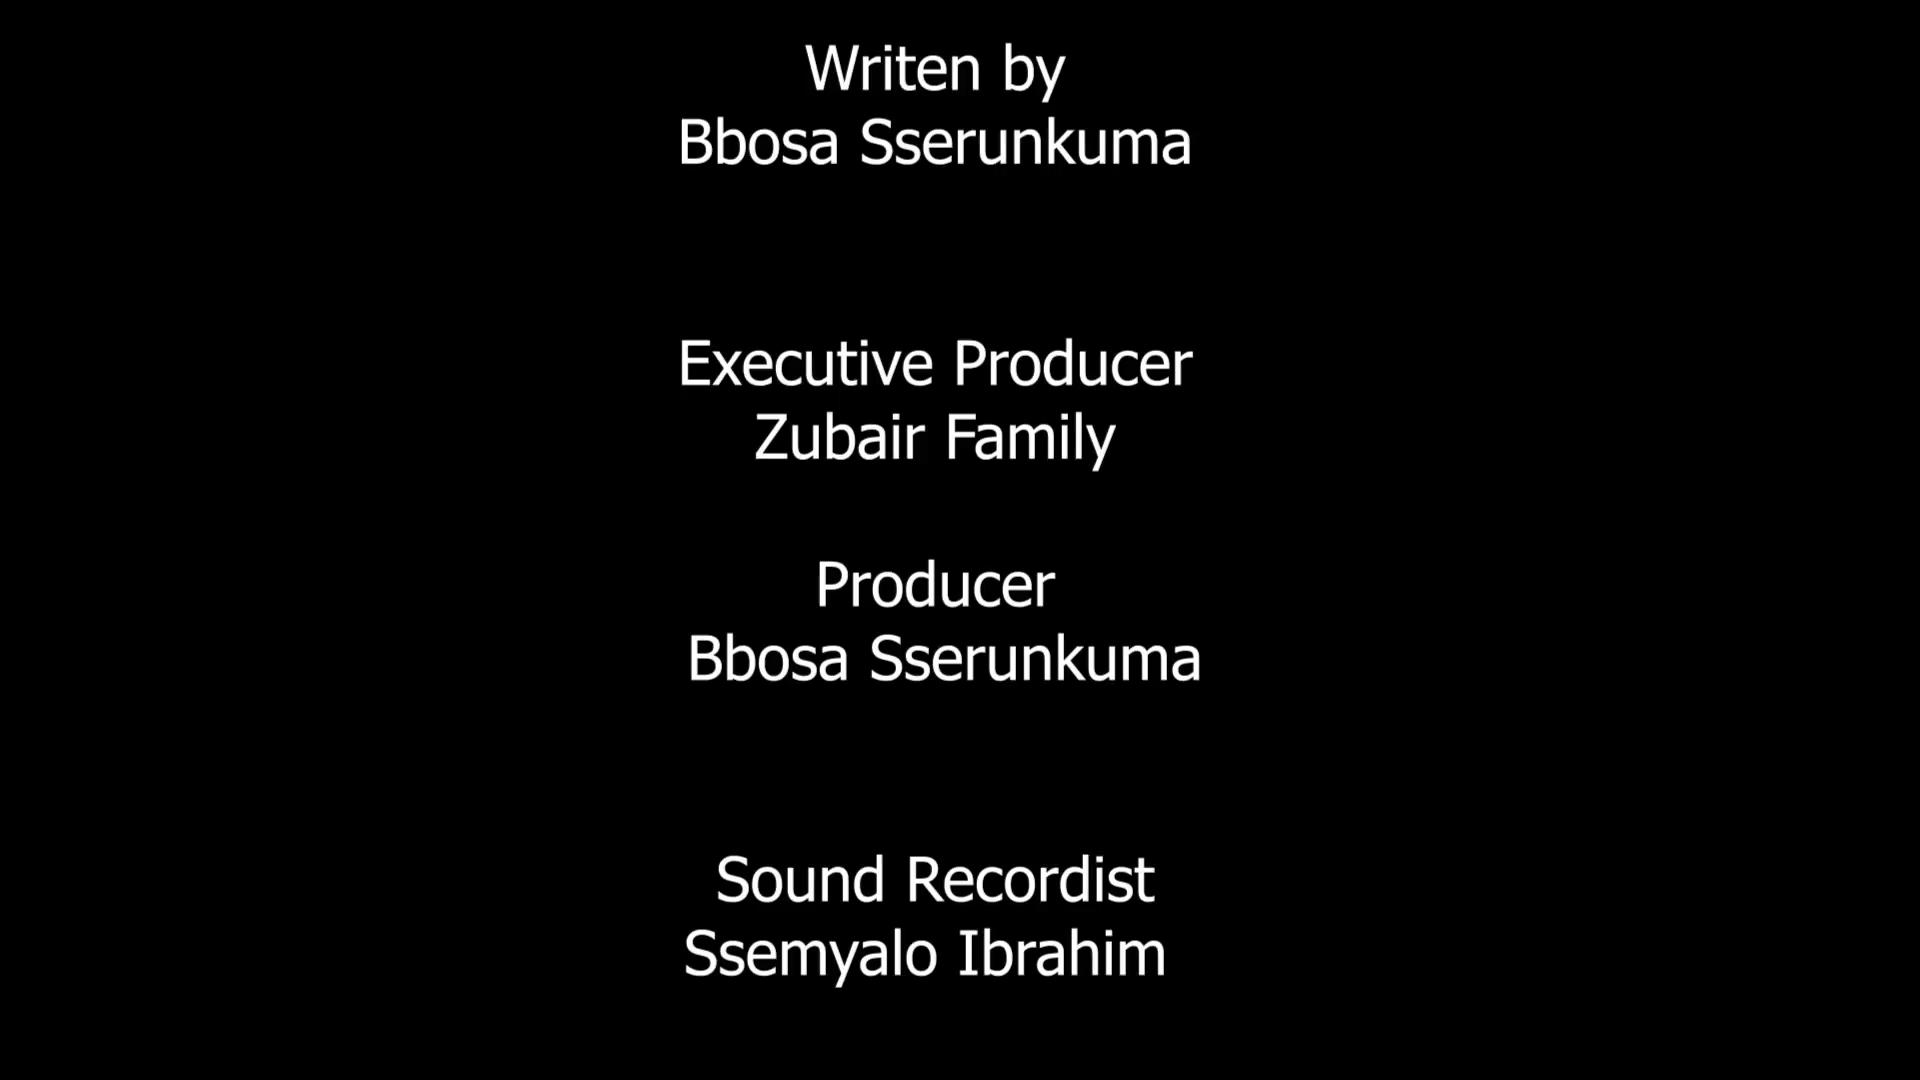 Writen by
Bbosa Sserunkuma
Executive Producer
Zubair Family
Producer
Bbosa Sserunkuma
Sound Recordist
Ssemyalo Ibrahim